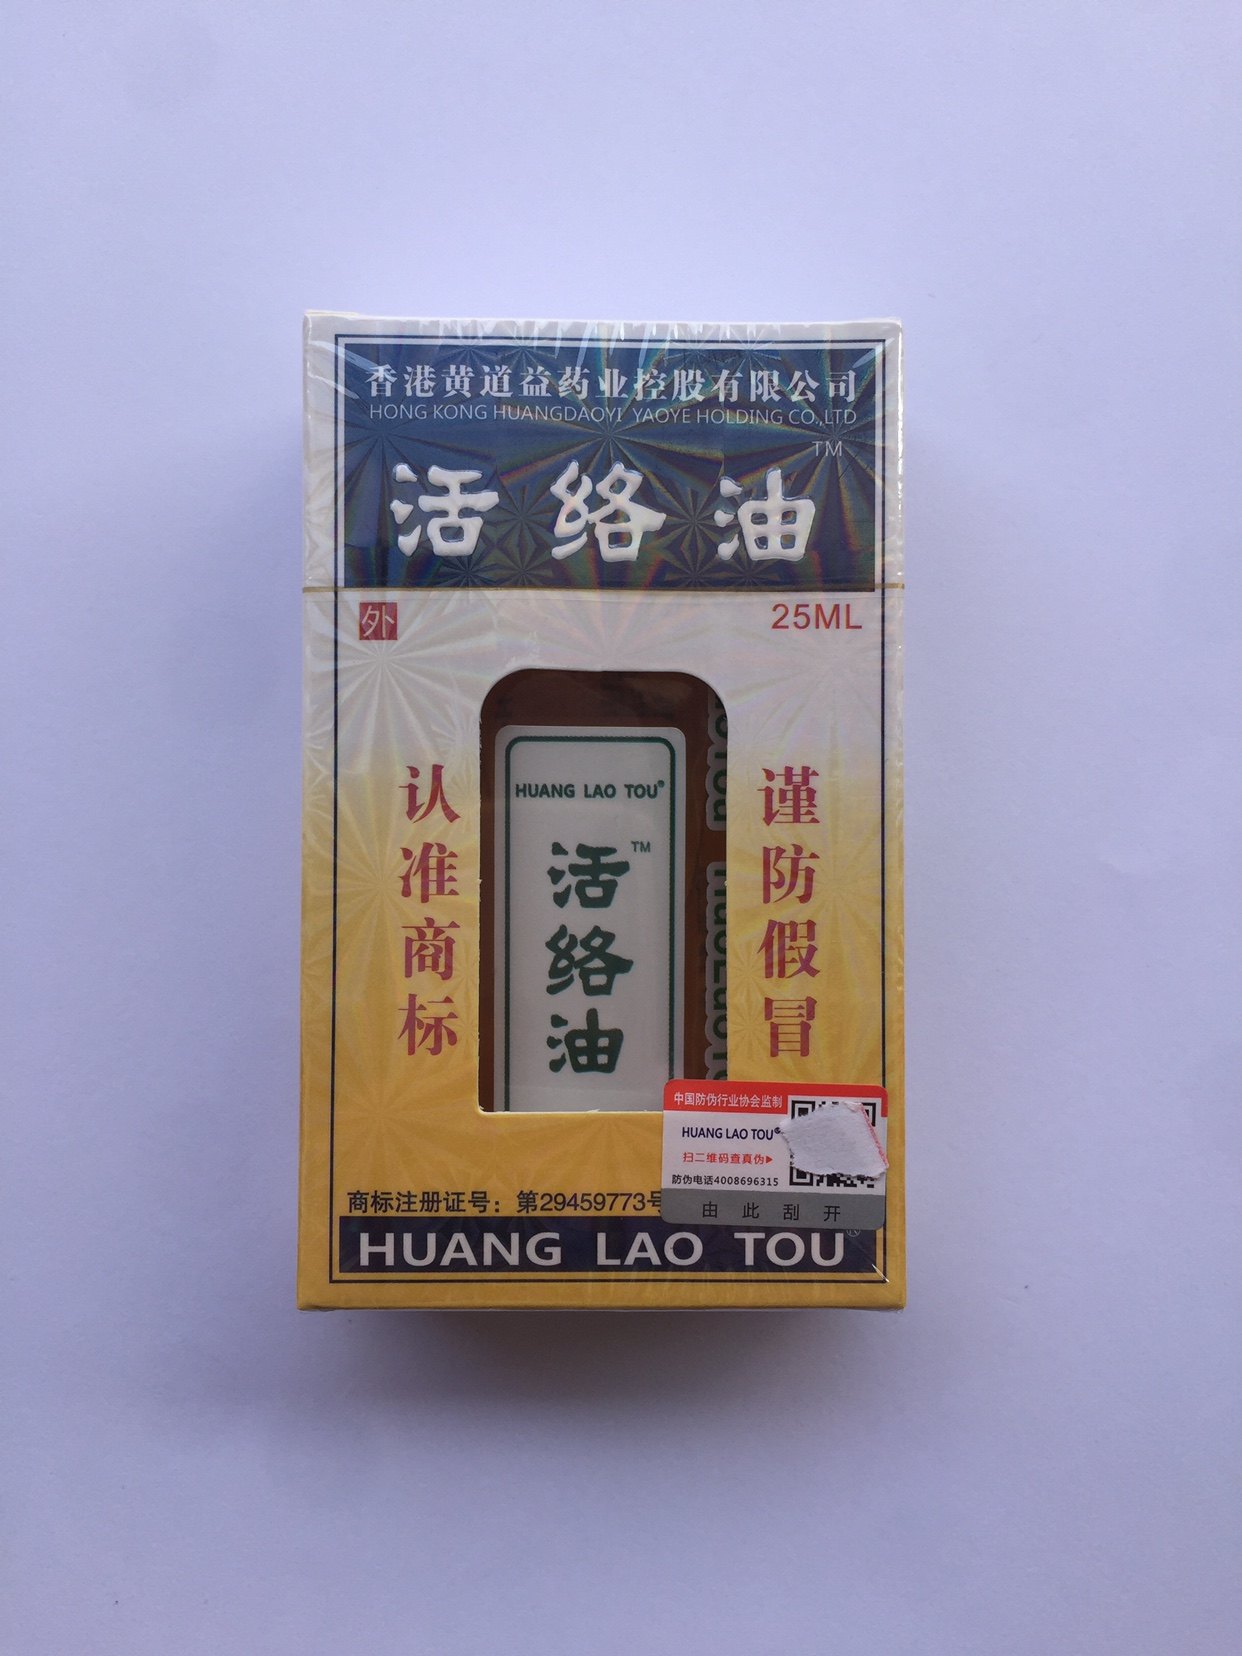 香港黄道益药业控股有限公司
HONG KONG HUANGDAOYI YAOYE HOLDING CO.,LTD
TM
活络油
外
25ML
认准商标
HUANG LAO TOU®
TM
活络油
谨防假冒
中国防伪行业协会监制
HUANG LAO TOU®
扫二维码查真伪▶
防伪电话4008696315
由此刮开
商标注册证号：第29459773号
HUANG LAO TOU®